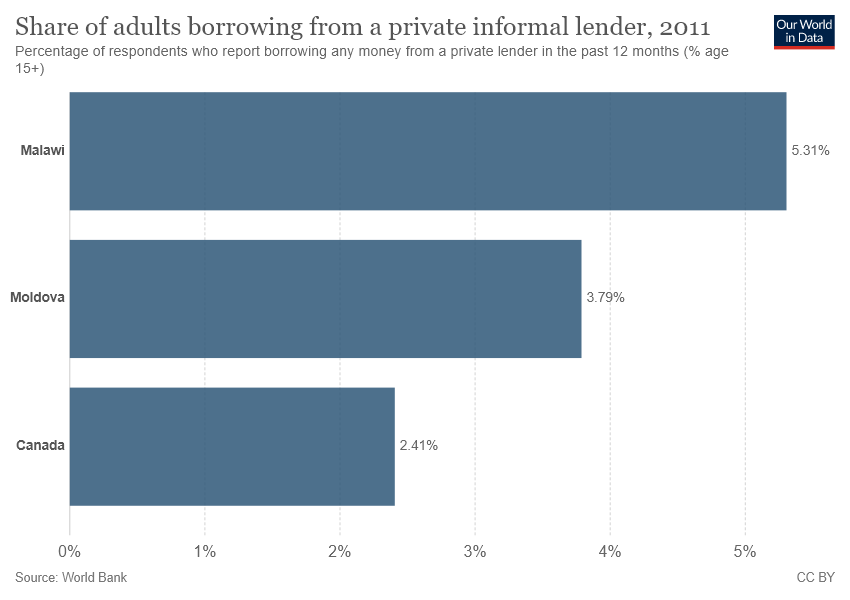 Share of adults borrowing from a private informal lender, 2011
Our World
in Data
Percentage of respondents who report borrowing any money from a private lender in the past 12 months (% age
15+)
Malawi 5.31%
Moldova 3.79%
Canada 2.41%
0% 1% 2% 3% 4% 5%
Source: World Bank CC BY